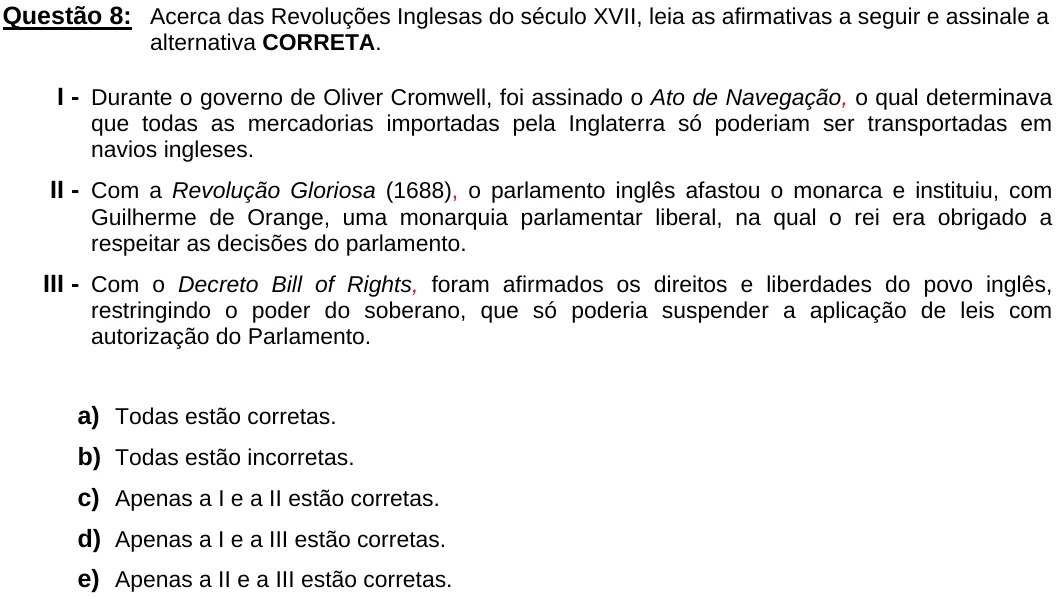 Questão 8: Acerca das Revoluções Inglesas do século XVII, leia as afirmativas a seguir e assinale a
alternativa CORRETA.
I - Durante o governo de Oliver Cromwell, foi assinado o Ato de Navegação, o qual determinava
que todas as mercadorias importadas pela Inglaterra só poderiam ser transportadas em
navios ingleses.
II - Com a Revolução Gloriosa (1688), o parlamento inglês afastou o monarca e instituiu, com
Guilherme de Orange, uma monarquia parlamentar liberal, na qual o rei era obrigado a
respeitar as decisões do parlamento.
III - Com o Decreto Bill of Rights, foram afirmados os direitos e liberdades do povo inglês,
restringindo o poder do soberano, que só poderia suspender a aplicação de leis com
autorização do Parlamento.
a) Todas estão corretas.
b) Todas estão incorretas.
c) Apenas a I e a II estão corretas.
d) Apenas a I e a III estão corretas.
e) Apenas a II e a III estão corretas.